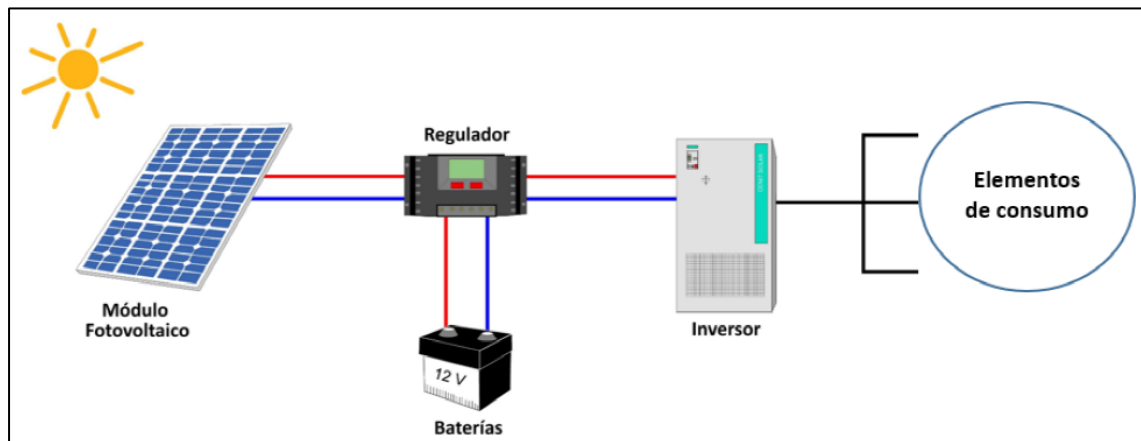 Regulador
Elementos
de consumo
Módulo
Fotovoltaico
Inversor
12 V
Baterías